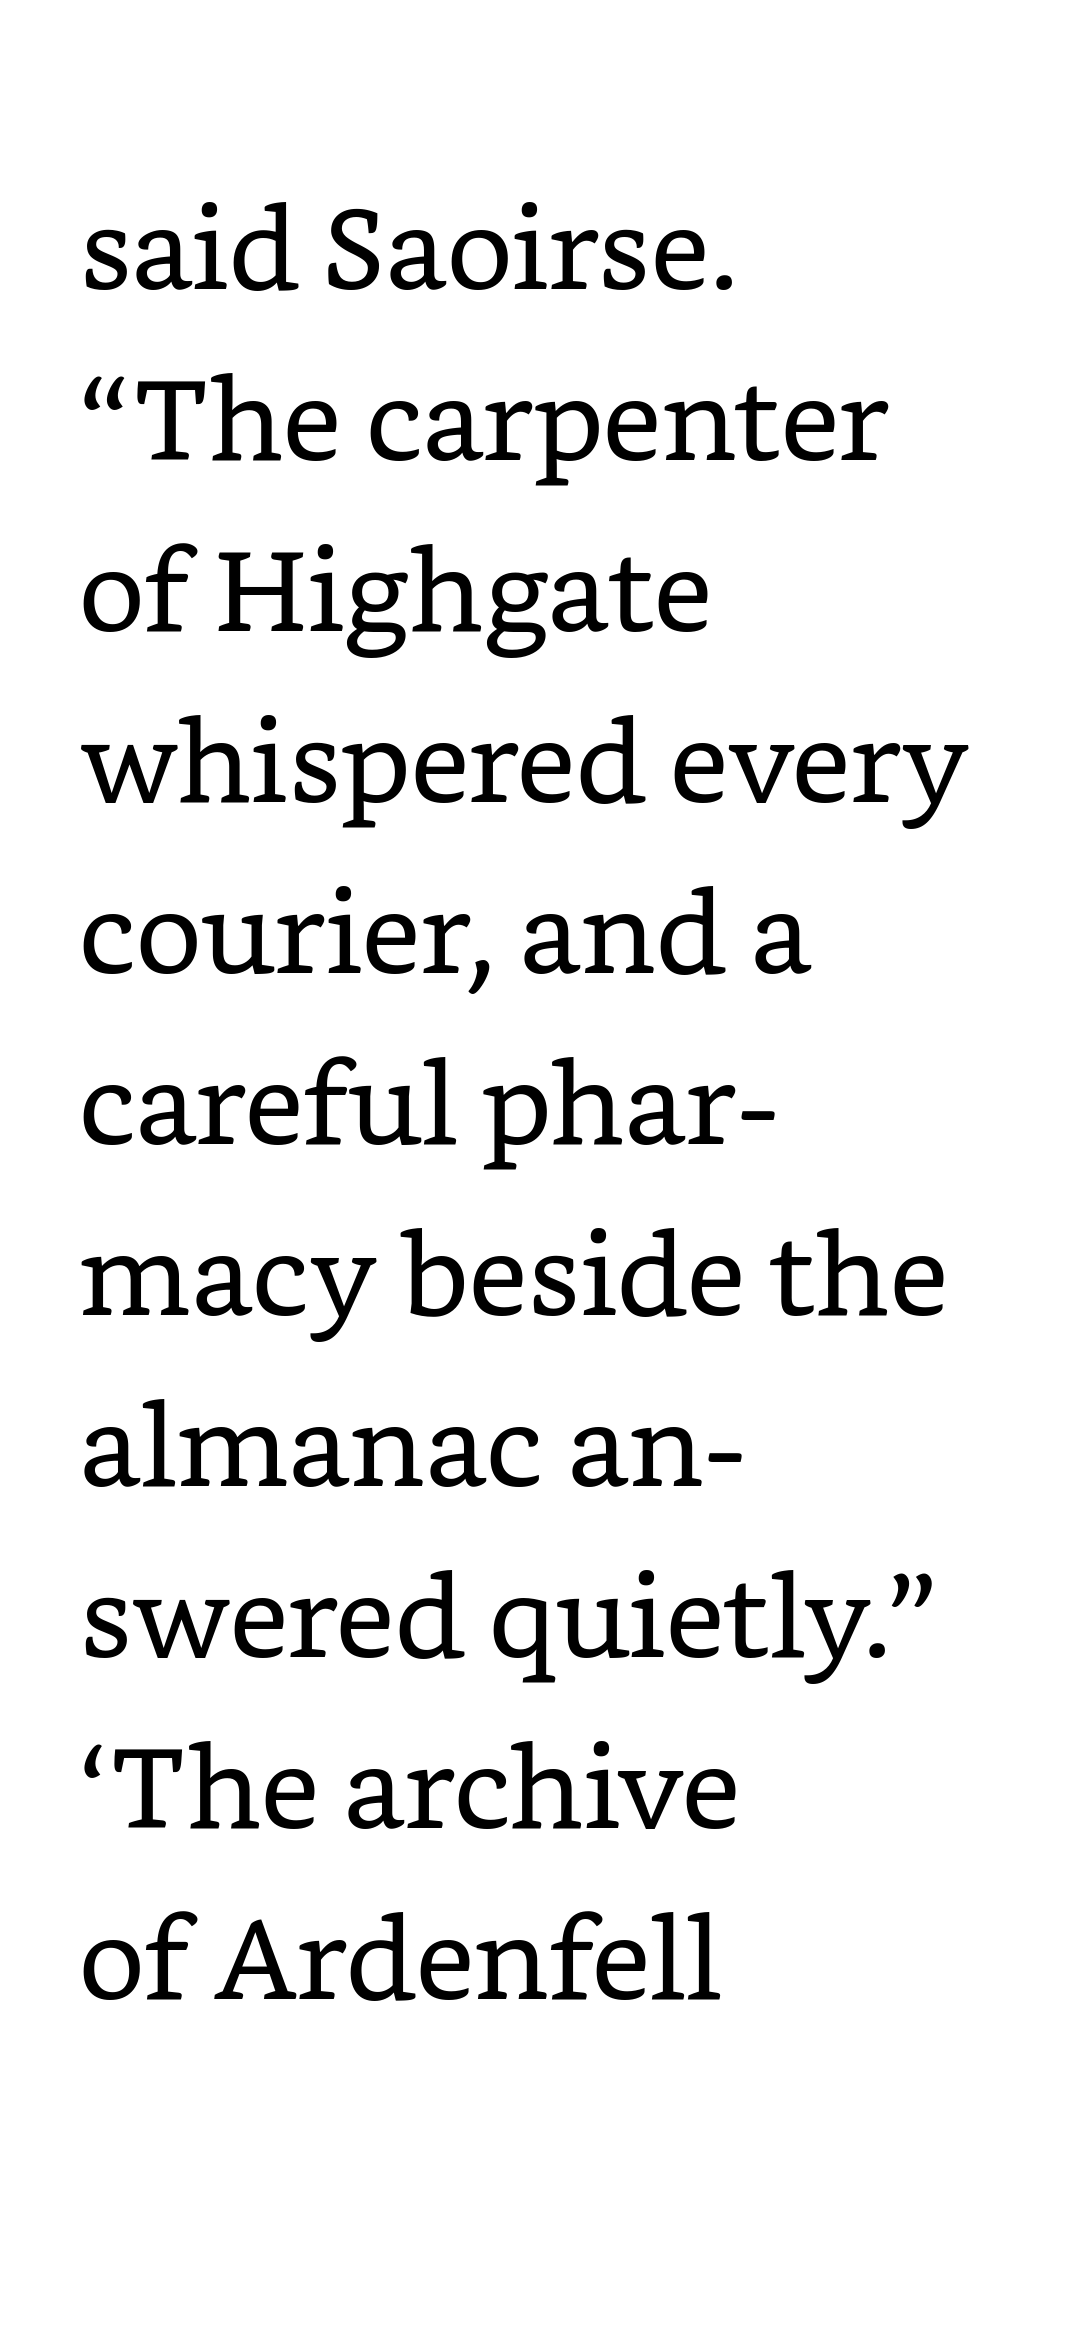 said Saoirse.
“The carpenter
of Highgate
whispered every
courier, and a
careful phar-
macy beside the
almanac an-
swered quietly.”
‘The archive
of Ardenfell